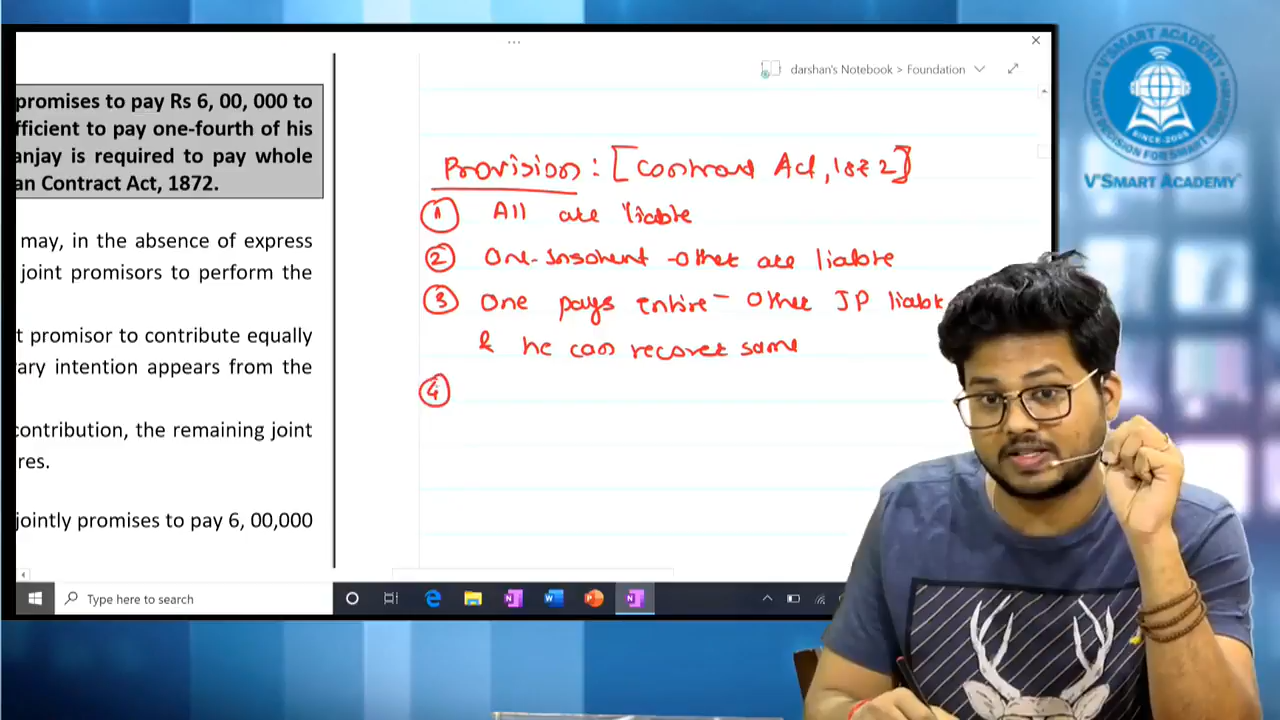 promises to pay Rs 6, 00, 000 to
fficient to pay one-fourth of his
anjay is required to pay whole
an Contract Act, 1872.
may, in the absence of express
joint promisors to perform the
t promisor to contribute equally
ary intention appears from the
contribution, the remaining joint
res.
jointly promises to pay 6, 00,000
darshan's Notebook > Foundation
Provision : [Contract Act, 1872]
1 All are liable
2 One-Insolvent - Other are liable
3 One pays entire - Other JP liable
& he can recover same
4
Type here to search
V'SMART ACADEMY
SINCE-2005
V'SMART ACADEMY